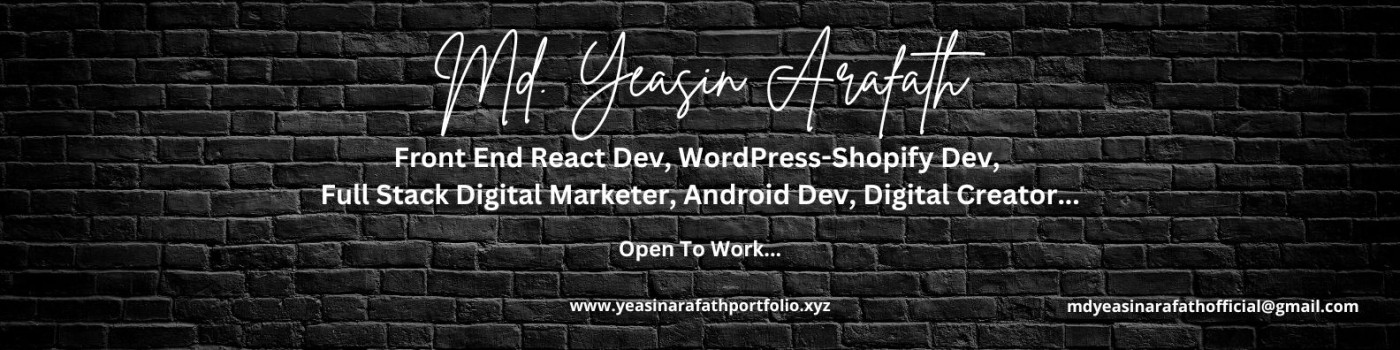 Md. Yeasin Arafath
Front End React Dev, WordPress-Shopify Dev,
Full Stack Digital Marketer, Android Dev, Digital Creator...
Open To Work...
www.yeasinarafathportfolio.xyz
mdyeasinarafathofficial@gmail.com